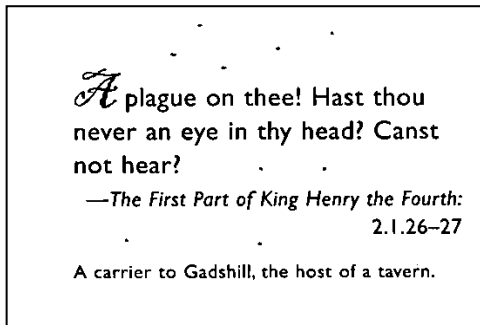 A plague on thee! Hast thou
never an eye in thy head? Canst
not hear?
—The First Part of King Henry the Fourth:
2.1.26–27
A carrier to Gadshill, the host of a tavern.